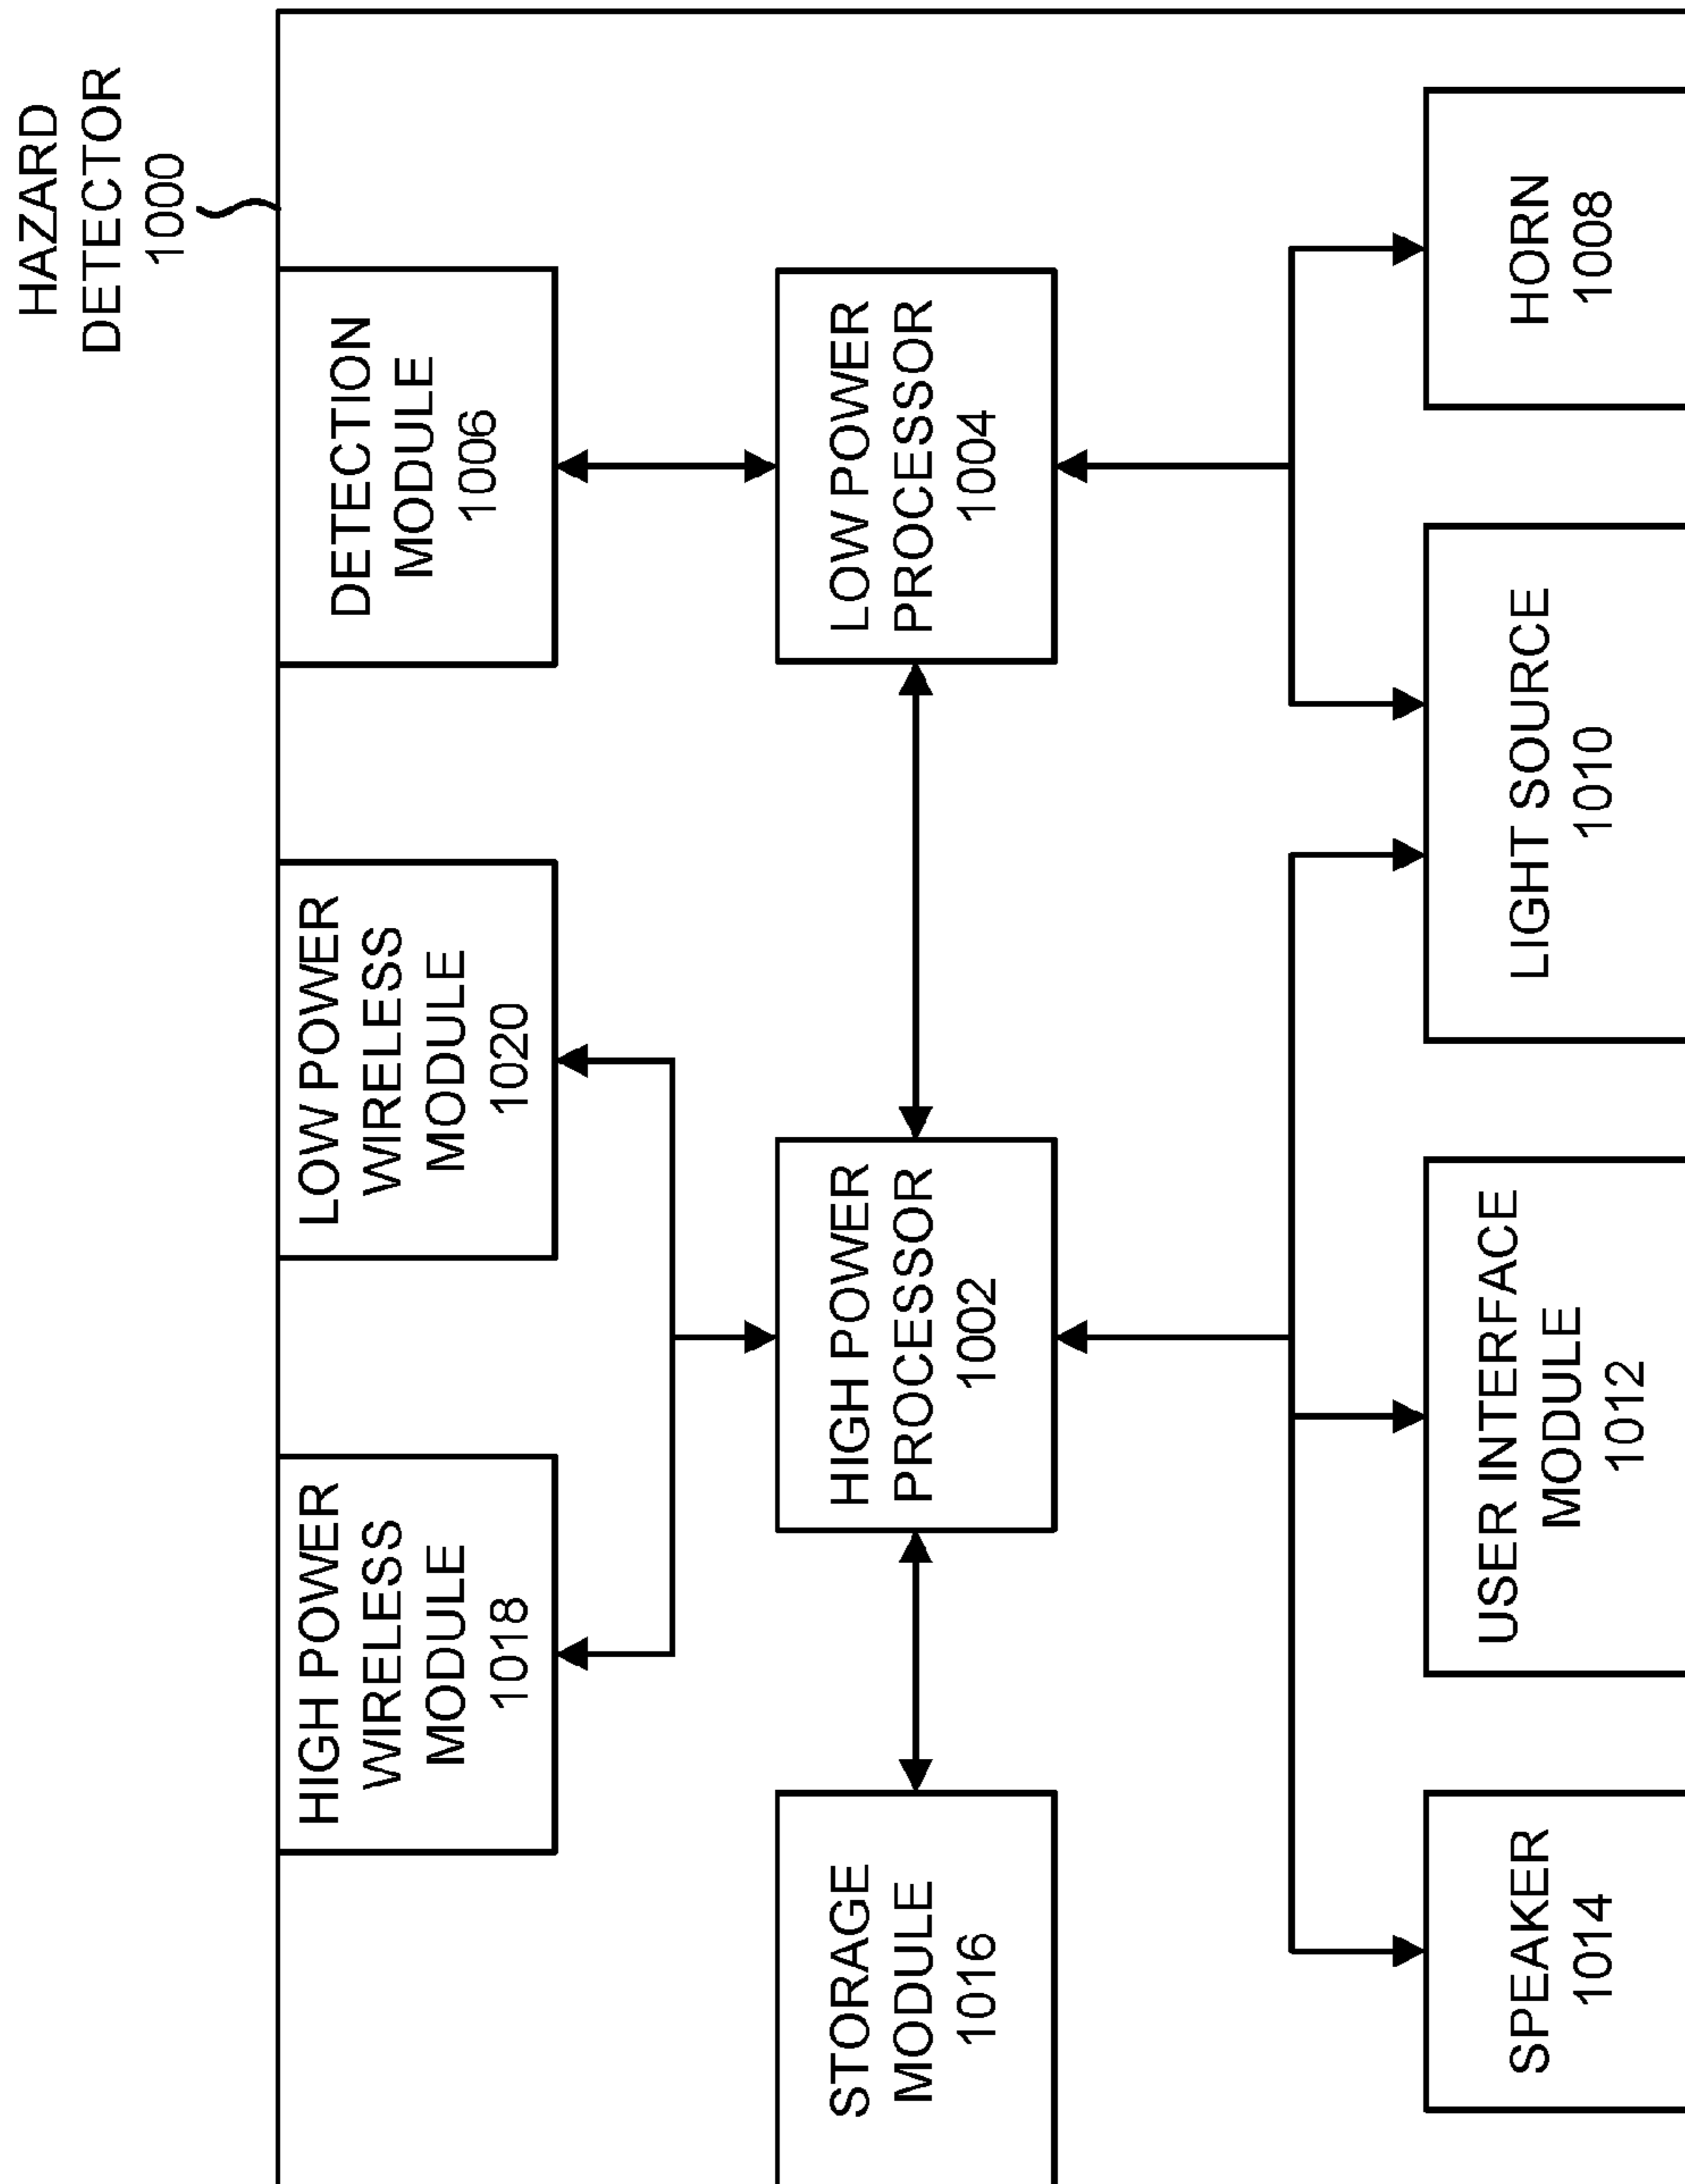 HAZARD
DETECTOR
1000
HIGH POWER
WIRELESS
MODULE
1018
LOW POWER
WIRELESS
MODULE
1020
DETECTION
MODULE
1006
STORAGE
MODULE
1016
HIGH POWER
PROCESSOR
1002
LOW POWER
PROCESSOR
1004
SPEAKER
1014
USER INTERFACE
MODULE
1012
LIGHT SOURCE
1010
HORN
1008